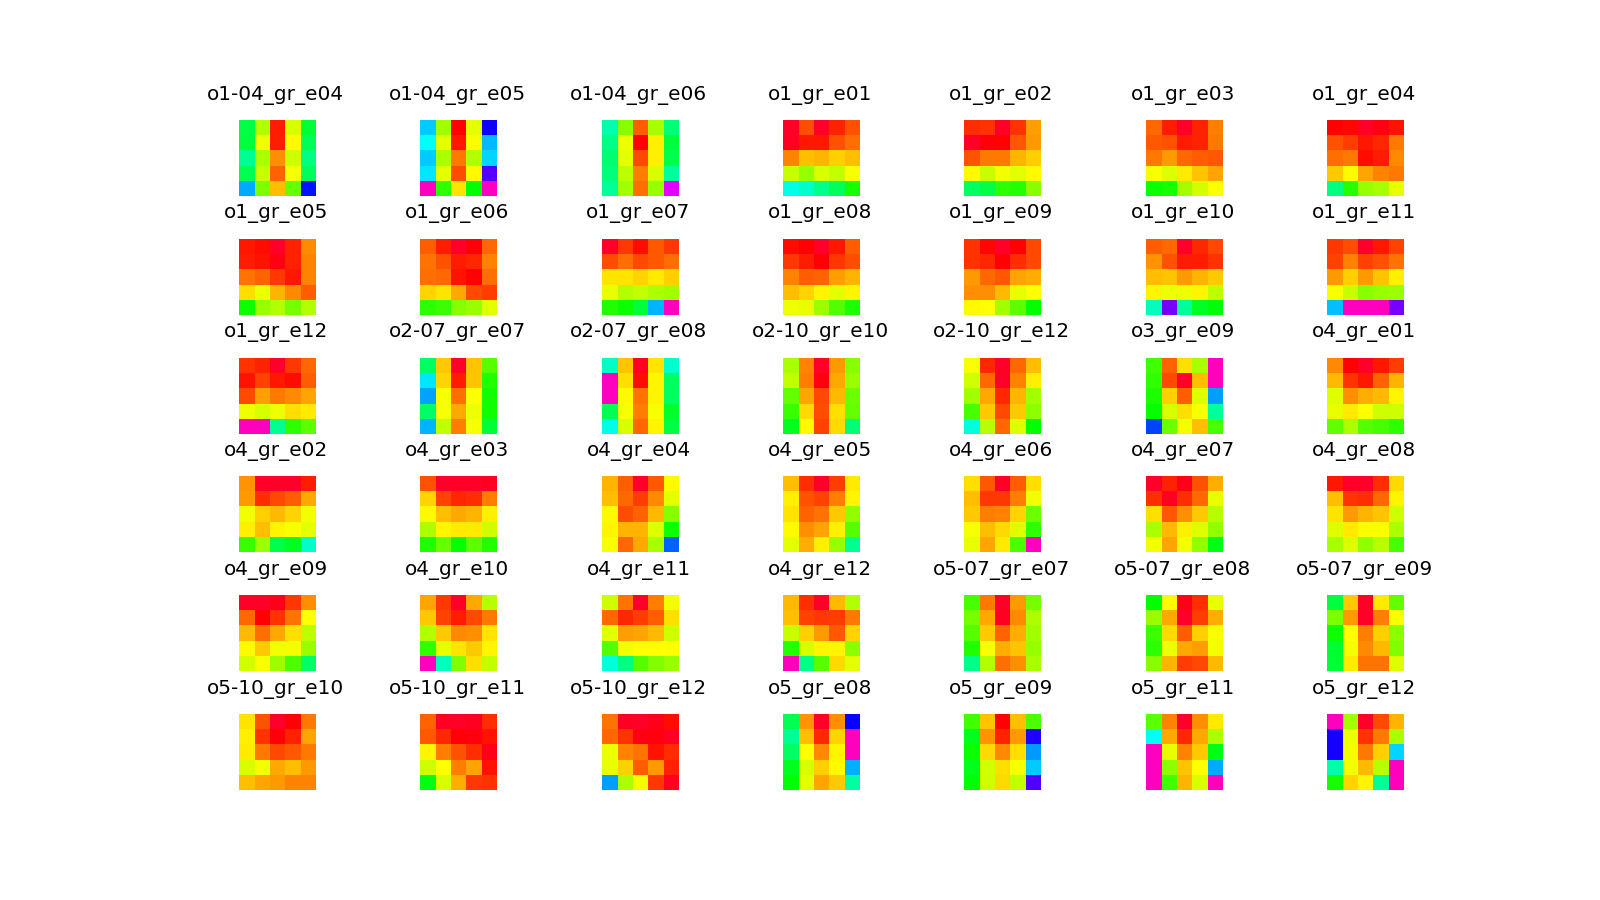 o1-04_gr_e04 o1-04_gr_e05 o1-04_gr_e06 o1_gr_e01 o1_gr_e02 o1_gr_e03 o1_gr_e04
o1_gr_e05 o1_gr_e06 o1_gr_e07 o1_gr_e08 o1_gr_e09 o1_gr_e10 o1_gr_e11
o1_gr_e12 o2-07_gr_e07 o2-07_gr_e08 o2-10_gr_e10 o2-10_gr_e12 o3_gr_e09 o4_gr_e01
o4_gr_e02 o4_gr_e03 o4_gr_e04 o4_gr_e05 o4_gr_e06 o4_gr_e07 o4_gr_e08
o4_gr_e09 o4_gr_e10 o4_gr_e11 o4_gr_e12 o5-07_gr_e07 o5-07_gr_e08 o5-07_gr_e09
o5-10_gr_e10 o5-10_gr_e11 o5-10_gr_e12 o5_gr_e08 o5_gr_e09 o5_gr_e11 o5_gr_e12